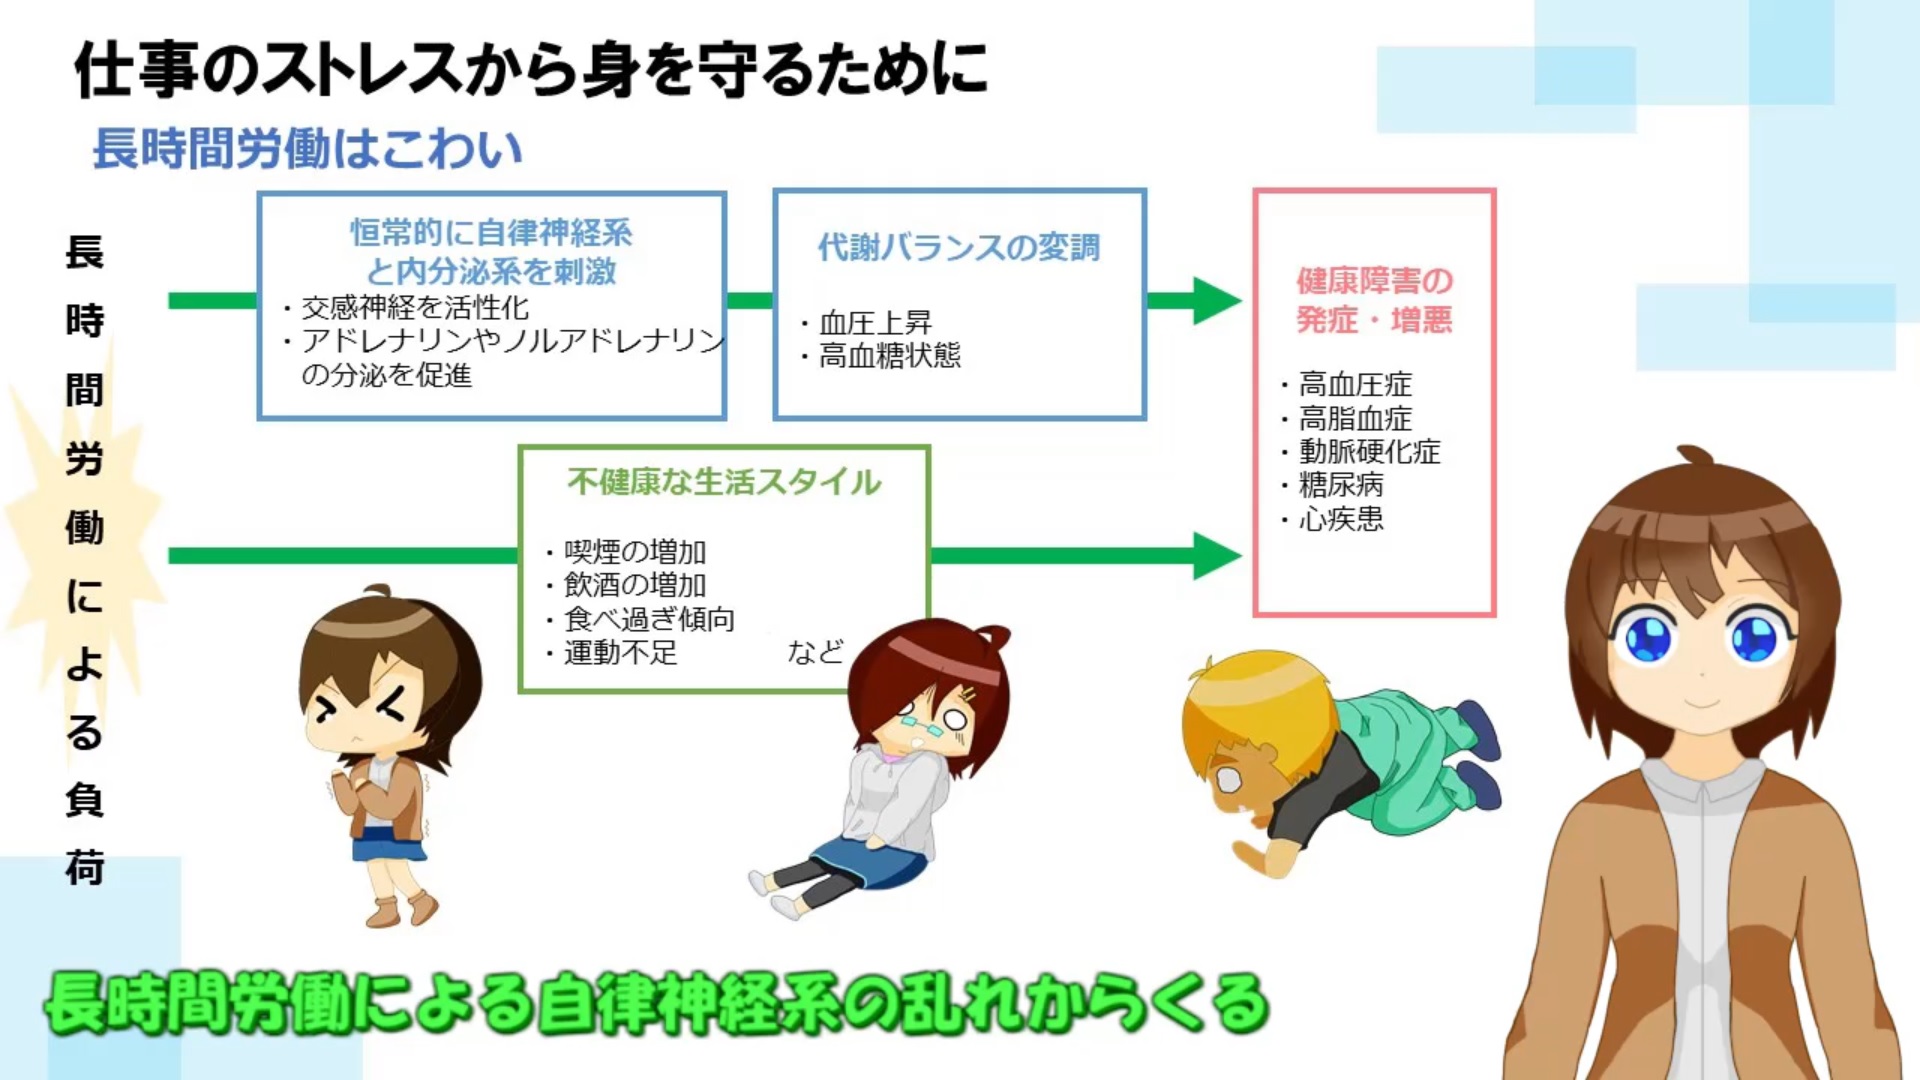 仕事のストレスから身を守るために
長時間労働はこわい
長時間労働による負荷
恒常的に自律神経系
と内分泌系を刺激
・交感神経を活性化
・アドレナリンやノルアドレナリン
の分泌を促進
代謝バランスの変調
・血圧上昇
・高血糖状態
健康障害の
発症・増悪
・高血圧症
・高脂血症
・動脈硬化症
・糖尿病
・心疾患
不健康な生活スタイル
・喫煙の増加
・飲酒の増加
・食べ過ぎ傾向
・運動不足 など
長時間労働による自律神経系の乱れからくる